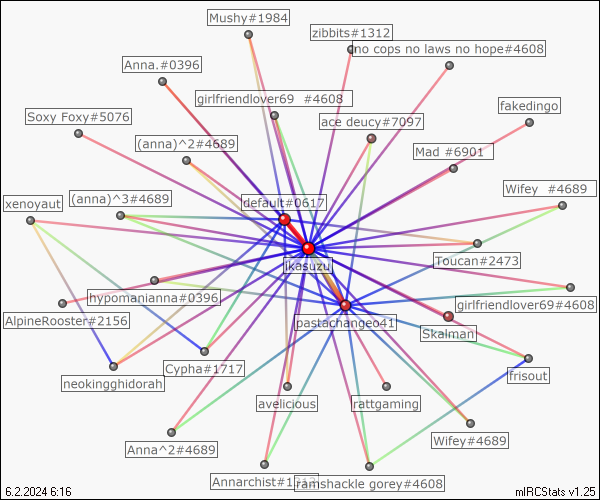 Mushy#1984
zibbits#1312
no cops no laws no hope#4608
Anna.#0396
girlfriendlover69 #4608
fakedingo
Soxy Foxy#5076
ace deucy#7097
(anna)^2#4689
Mad #6901
(anna)^3#4689
Wifey #4689
xenoyaut
default#0617
Toucan#2473
ikasuzu
hypomanianna#0396
girlfriendlover69#4608
AlpineRooster#2156
pastachangeo41
Skalman
Cypha#1717
frisout
neokingghidorah
avelicious
rattgaming
Anna^2#4689
Wifey#4689
Annarchist#1312
ramshackle gorey#4608
6.2.2024 6:16
mIRCStats v1.25